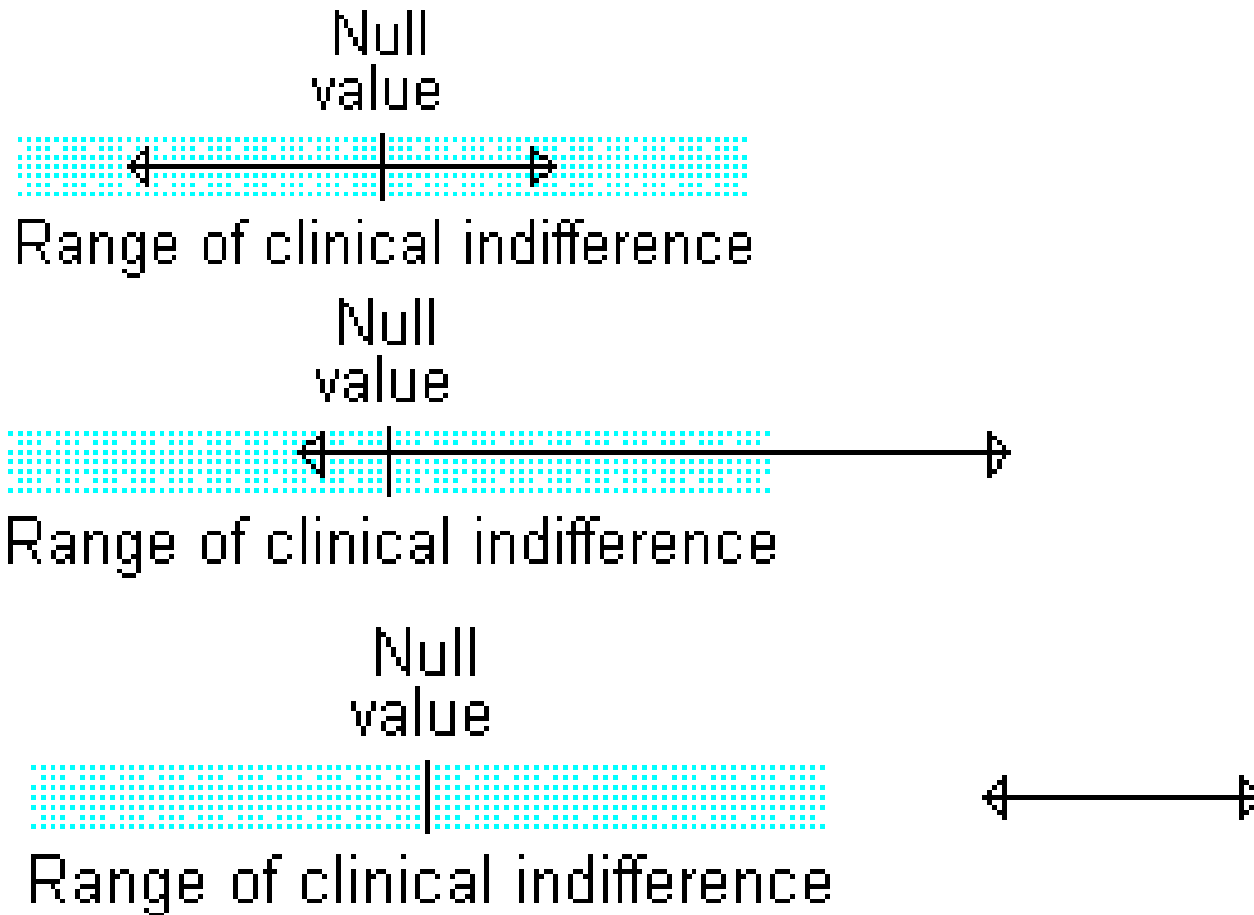 Null
value
Range of clinical indifference
Null
value
Range of clinical indifference
Null
value
Range of clinical indifference